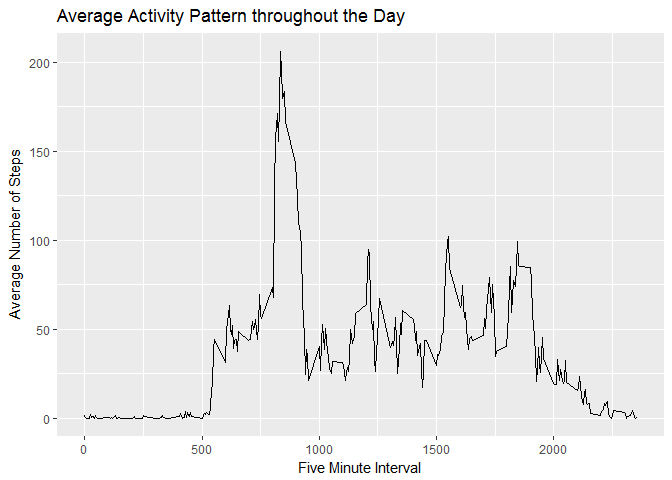 Average Activity Pattern throughout the Day
Average Number of Steps
200
150
100
50
0
0 500 1000 1500 2000
Five Minute Interval